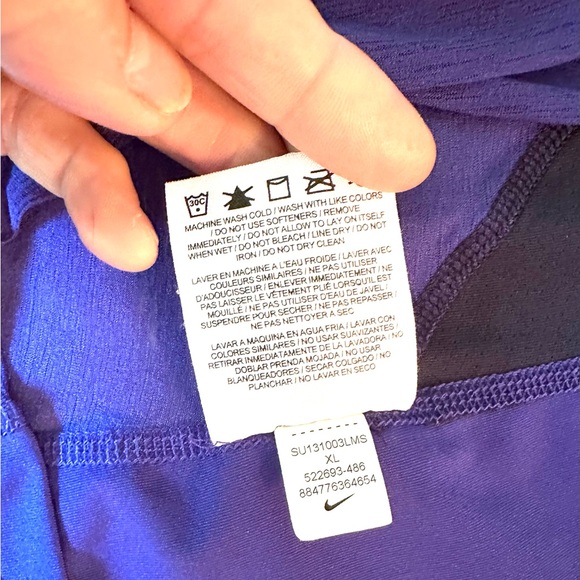 30C
MACHINE WASH COLD / WASH WITH LIKE COLORS
/ DO NOT USE SOFTENERS / REMOVE
IMMEDIATELY / DO NOT ALLOW TO LAY ON ITSELF
WHEN WET / DO NOT BLEACH / LINE DRY / DO NOT
IRON / DO NOT DRY CLEAN
LAVER EN MACHINE A L'EAU FROIDE / LAVER AVEC
COULEURS SIMILAIRES / NE PAS UTILISER
D'ADOUCISSEUR / ENLEVER IMMEDIATEMENT /
PAS LAISSER LE VÊTEMENT PLIÉ LORSQU'IL EST
MOUILLÉ / NE PAS UTILISER D'EAU DE JAVEL /
SUSPENDRE POUR SECHER / NE PAS REPASSER /
NE PAS NETTOYER A SEC
LAVAR A MAQUINA EN AGUA FRIA / LAVAR CON
COLORES SIMILARES / NO USAR SUAVIZANTES /
RETIRAR INMEDIATAMENTE DE LA LAVADORA / NO
DOBLAR PRENDA MOJADA / NO USAR
BLANQUEADORES / SECAR COLGADO / NO
PLANCHAR / NO LAVAR EN SECO
SU131003LMS
XL
522693-486
884776364654